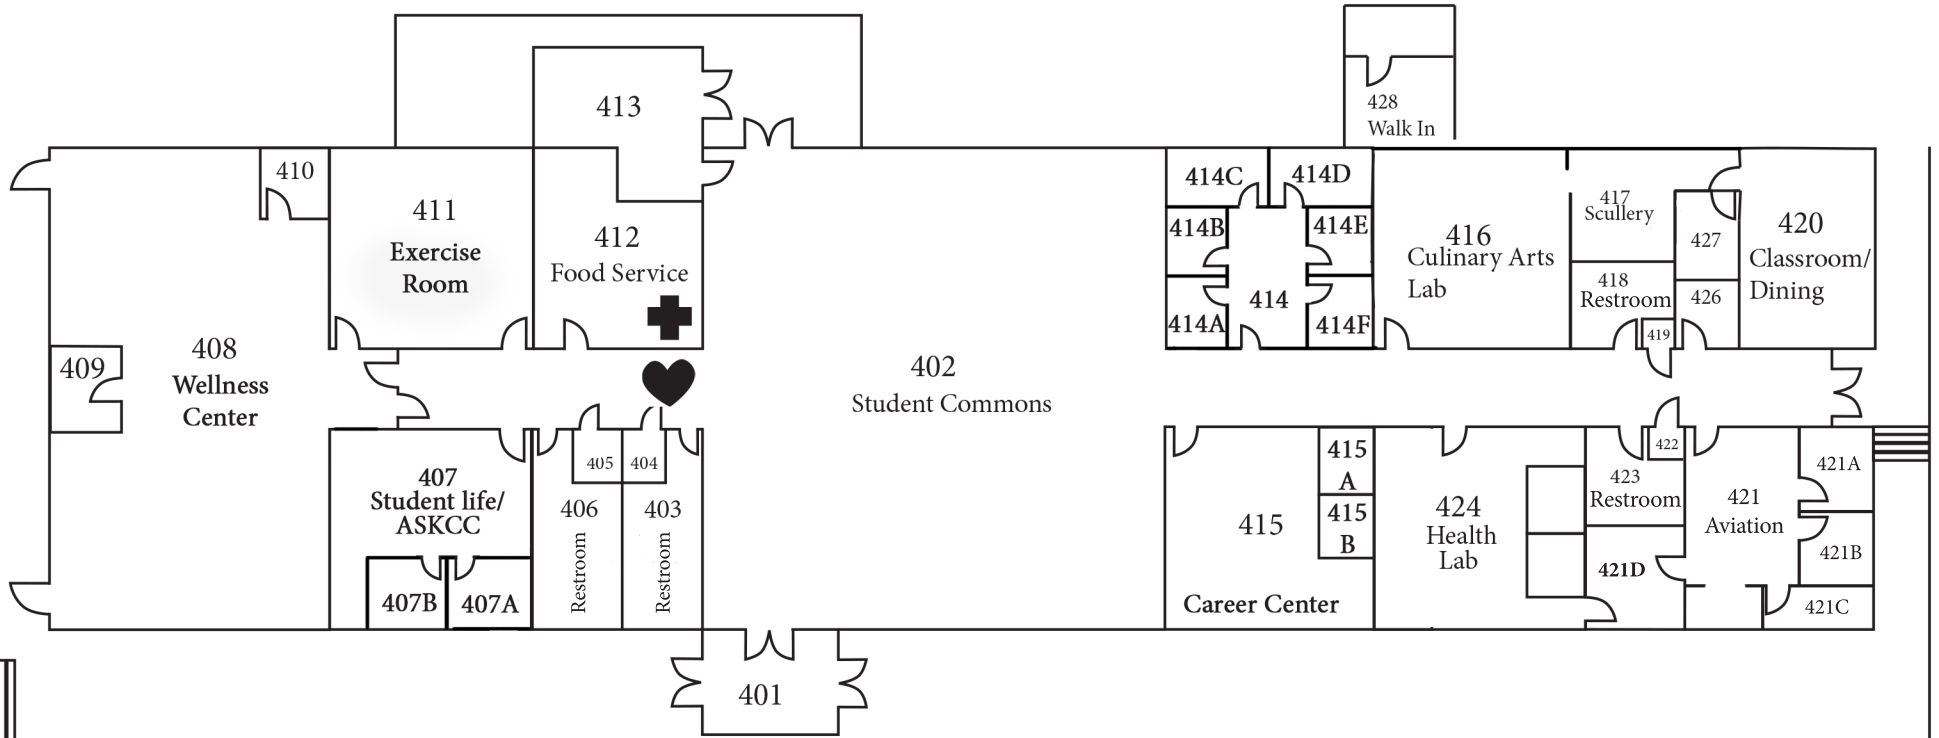 413
428
Walk In
410
411
Exercise
Room
412
Food Service
408
Wellness
Center
409
402
Student Commons
414C
414D
414B
414E
414
414A
414F
416
Culinary Arts
Lab
417
Scullery
418
Restroom
419
427
426
420
Classroom/
Dining
407
Student life/
ASKCC
407B
407A
405
404
406
Restroom
403
Restroom
401
415
Career Center
415
A
415
B
424
Health
Lab
423
Restroom
422
421
Aviation
421A
421B
421C
421D